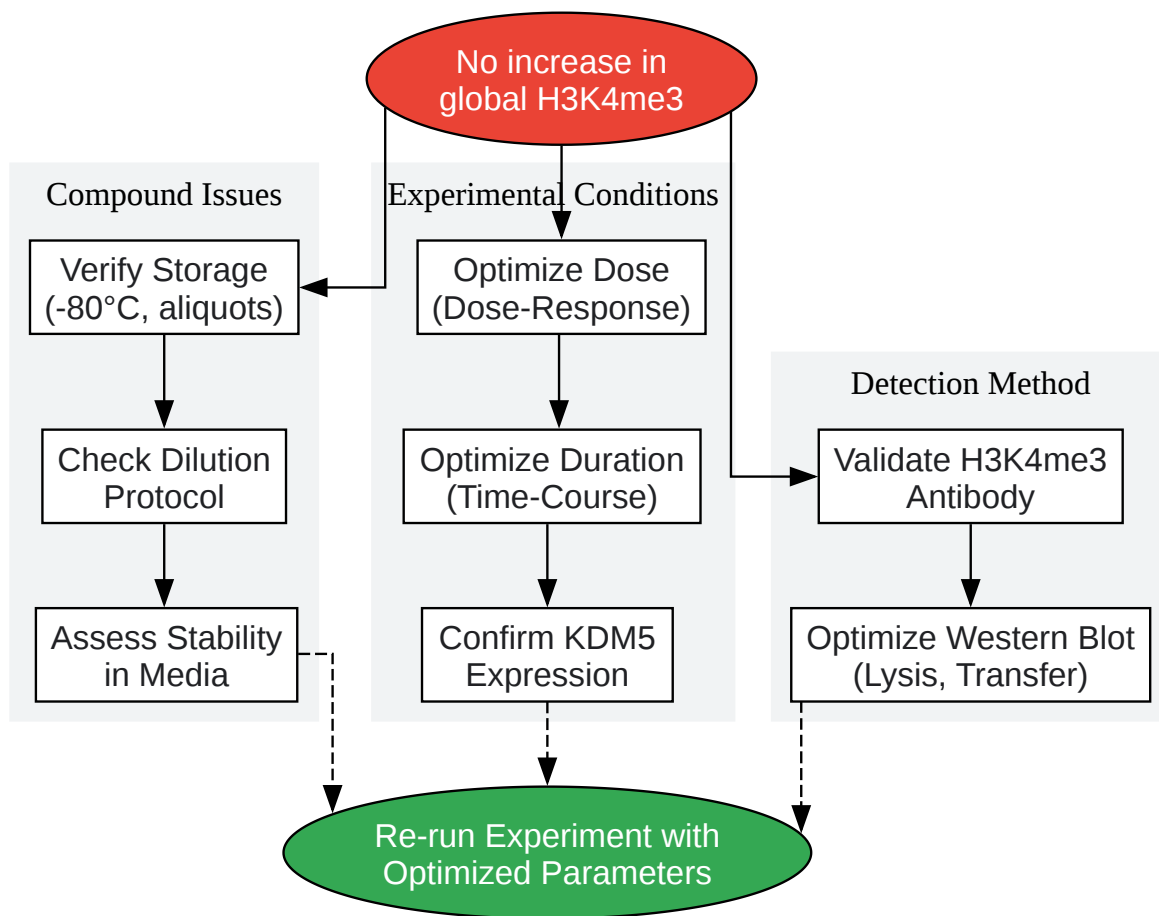 No increase in
global H3K4me3
Compound Issues
Verify Storage
(-80°C, aliquots)
Check Dilution
Protocol
Assess Stability
in Media
Experimental Conditions
Optimize Dose
(Dose-Response)
Optimize Duration
(Time-Course)
Confirm KDM5
Expression
Detection Method
Validate H3K4me3
Antibody
Optimize Western Blot
(Lysis, Transfer)
Re-run Experiment with
Optimized Parameters